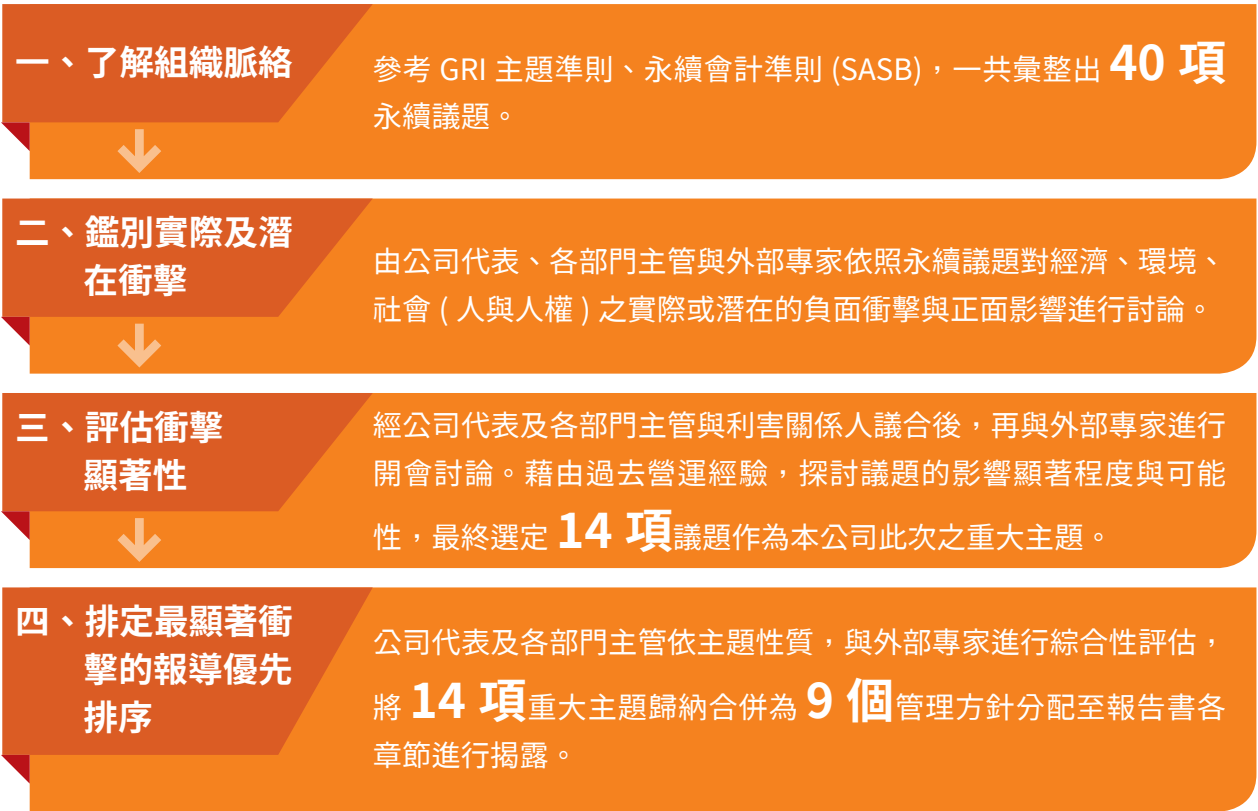 一、了解組織脈絡
參考 GRI 主題準則、永續會計準則 (SASB)，一共彙整出 40 項
永續議題。
二、鑑別實際及潛
在衝擊
由公司代表、各部門主管與外部專家依照永續議題對經濟、環境、
社會 ( 人與人權 ) 之實際或潛在的負面衝擊與正面影響進行討論。
三、評估衝擊
顯著性
經公司代表及各部門主管與利害關係人議合後，再與外部專家進行
開會討論。藉由過去營運經驗，探討議題的影響顯著程度與可能
性，最終選定 14 項議題作為本公司此次之重大主題。
四、排定最顯著衝
擊的報導優先
排序
公司代表及各部門主管依主題性質，與外部專家進行綜合性評估，
將 14 項重大主題歸納合併為 9 個管理方針分配至報告書各
章節進行揭露。